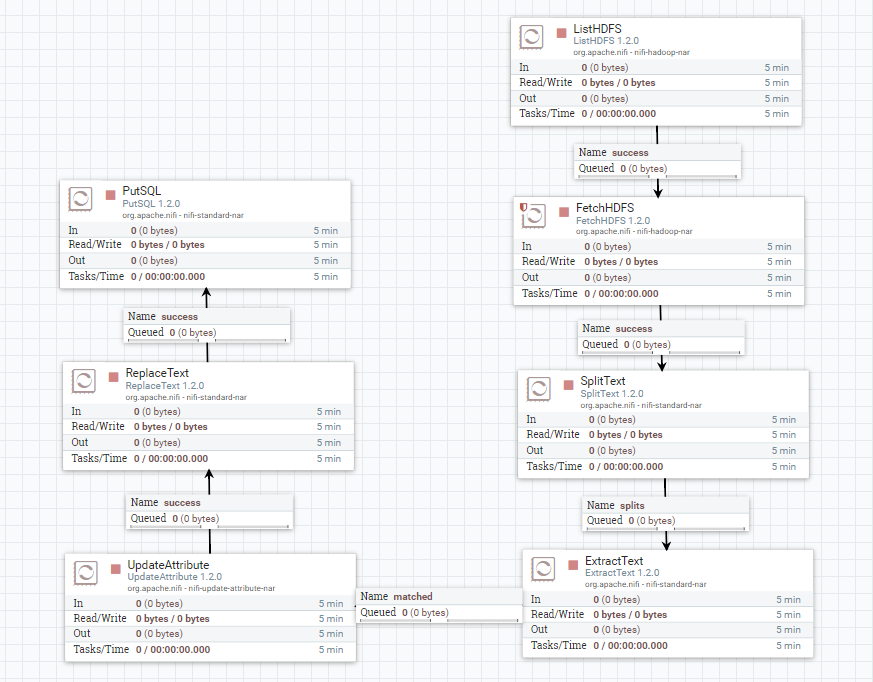 ListHDFS
ListHDFS 1.2.0
org.apache.nifi - nifi-hadoop-nar
In 0 (0 bytes) 5 min
Read/Write 0 bytes / 0 bytes 5 min
Out 0 (0 bytes) 5 min
Tasks/Time 0 / 00:00:00.000 5 min
Name success
Queued 0 (0 bytes)
FetchHDFS
FetchHDFS 1.2.0
org.apache.nifi - nifi-hadoop-nar
In 0 (0 bytes) 5 min
Read/Write 0 bytes / 0 bytes 5 min
Out 0 (0 bytes) 5 min
Tasks/Time 0 / 00:00:00.000 5 min
Name success
Queued 0 (0 bytes)
SplitText
SplitText 1.2.0
org.apache.nifi - nifi-standard-nar
In 0 (0 bytes) 5 min
Read/Write 0 bytes / 0 bytes 5 min
Out 0 (0 bytes) 5 min
Tasks/Time 0 / 00:00:00.000 5 min
Name splits
Queued 0 (0 bytes)
ExtractText
ExtractText 1.2.0
org.apache.nifi - nifi-standard-nar
In 0 (0 bytes) 5 min
Read/Write 0 bytes / 0 bytes 5 min
Out 0 (0 bytes) 5 min
Tasks/Time 0 / 00:00:00.000 5 min
Name matched
Queued 0 (0 bytes)
UpdateAttribute
UpdateAttribute 1.2.0
org.apache.nifi - nifi-update-attribute-nar
In 0 (0 bytes) 5 min
Read/Write 0 bytes / 0 bytes 5 min
Out 0 (0 bytes) 5 min
Tasks/Time 0 / 00:00:00.000 5 min
Name success
Queued 0 (0 bytes)
ReplaceText
ReplaceText 1.2.0
org.apache.nifi - nifi-standard-nar
In 0 (0 bytes) 5 min
Read/Write 0 bytes / 0 bytes 5 min
Out 0 (0 bytes) 5 min
Tasks/Time 0 / 00:00:00.000 5 min
Name success
Queued 0 (0 bytes)
PutSQL
PutSQL 1.2.0
org.apache.nifi - nifi-standard-nar
In 0 (0 bytes) 5 min
Read/Write 0 bytes / 0 bytes 5 min
Out 0 (0 bytes) 5 min
Tasks/Time 0 / 00:00:00.000 5 min